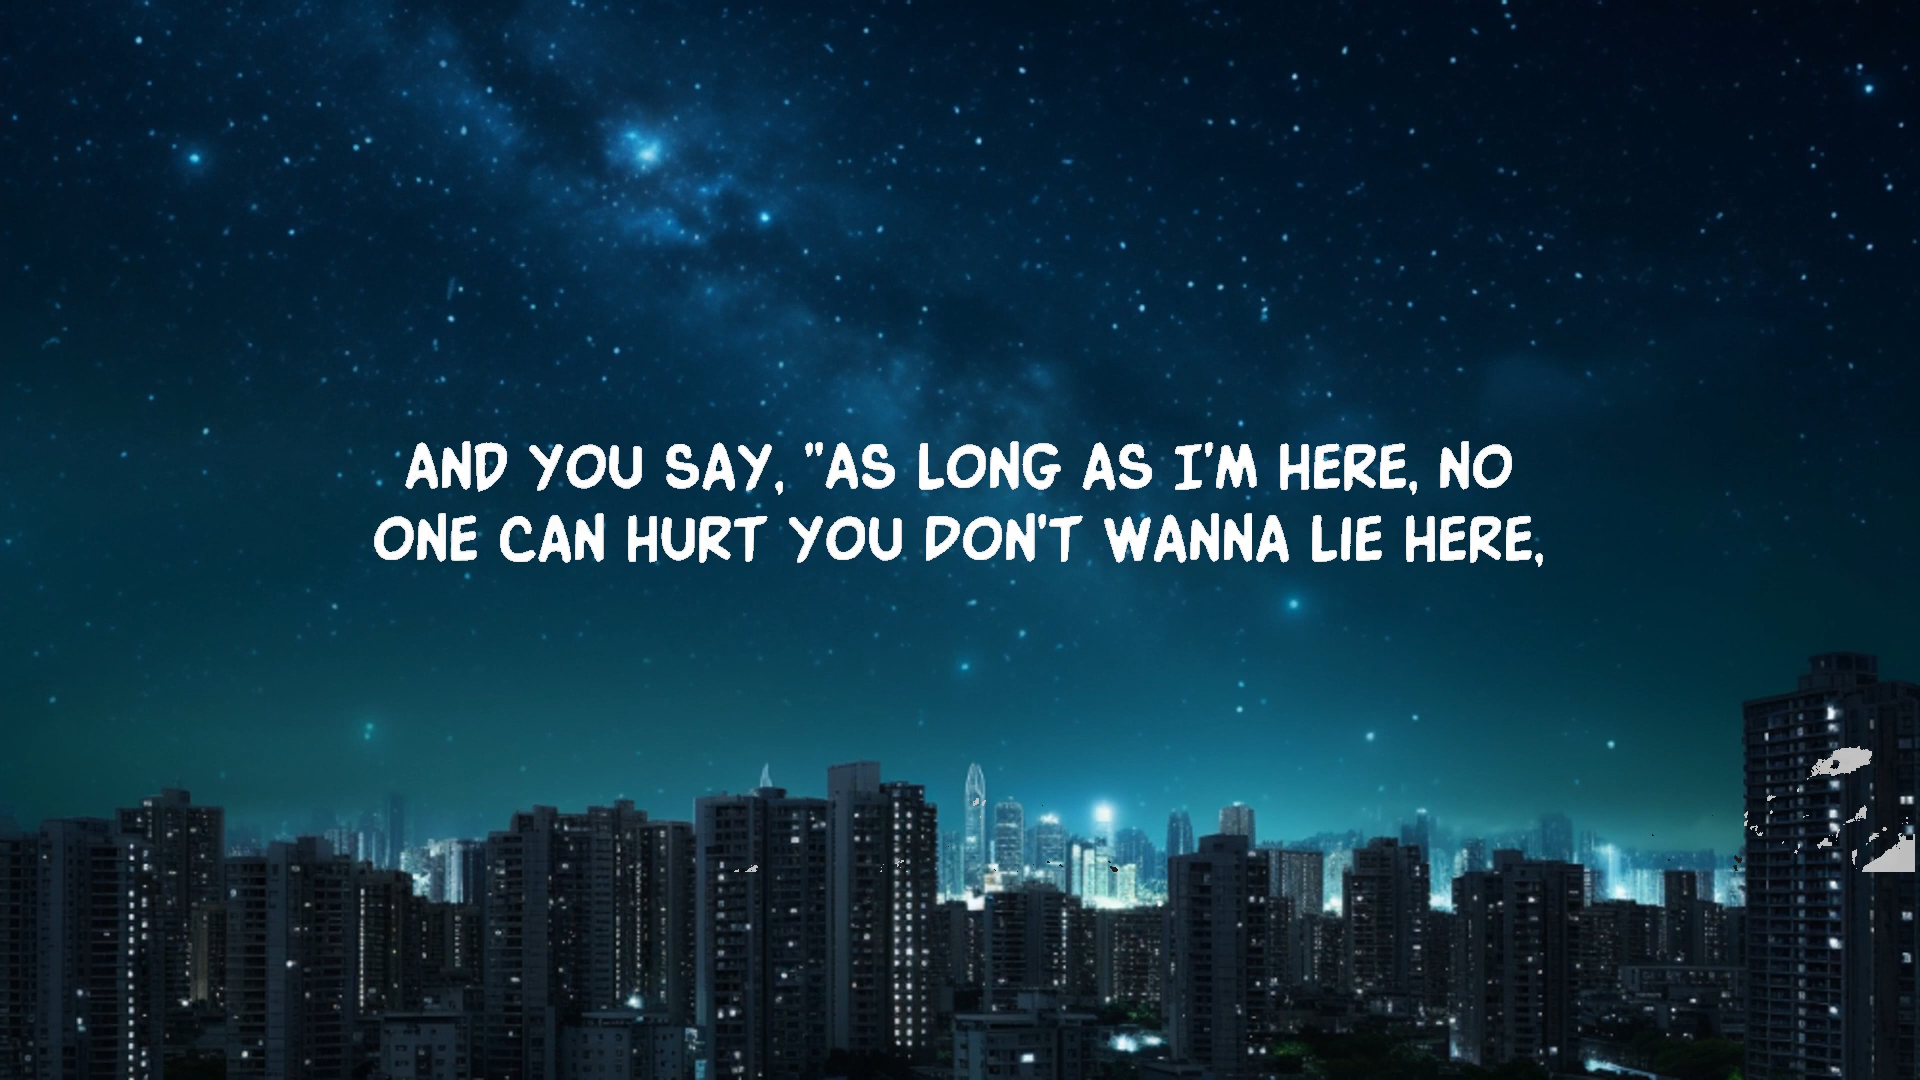 AND YOU SAY, "AS LONG AS I'M HERE, NO
ONE CAN HURT YOU DON'T WANNA LIE HERE,